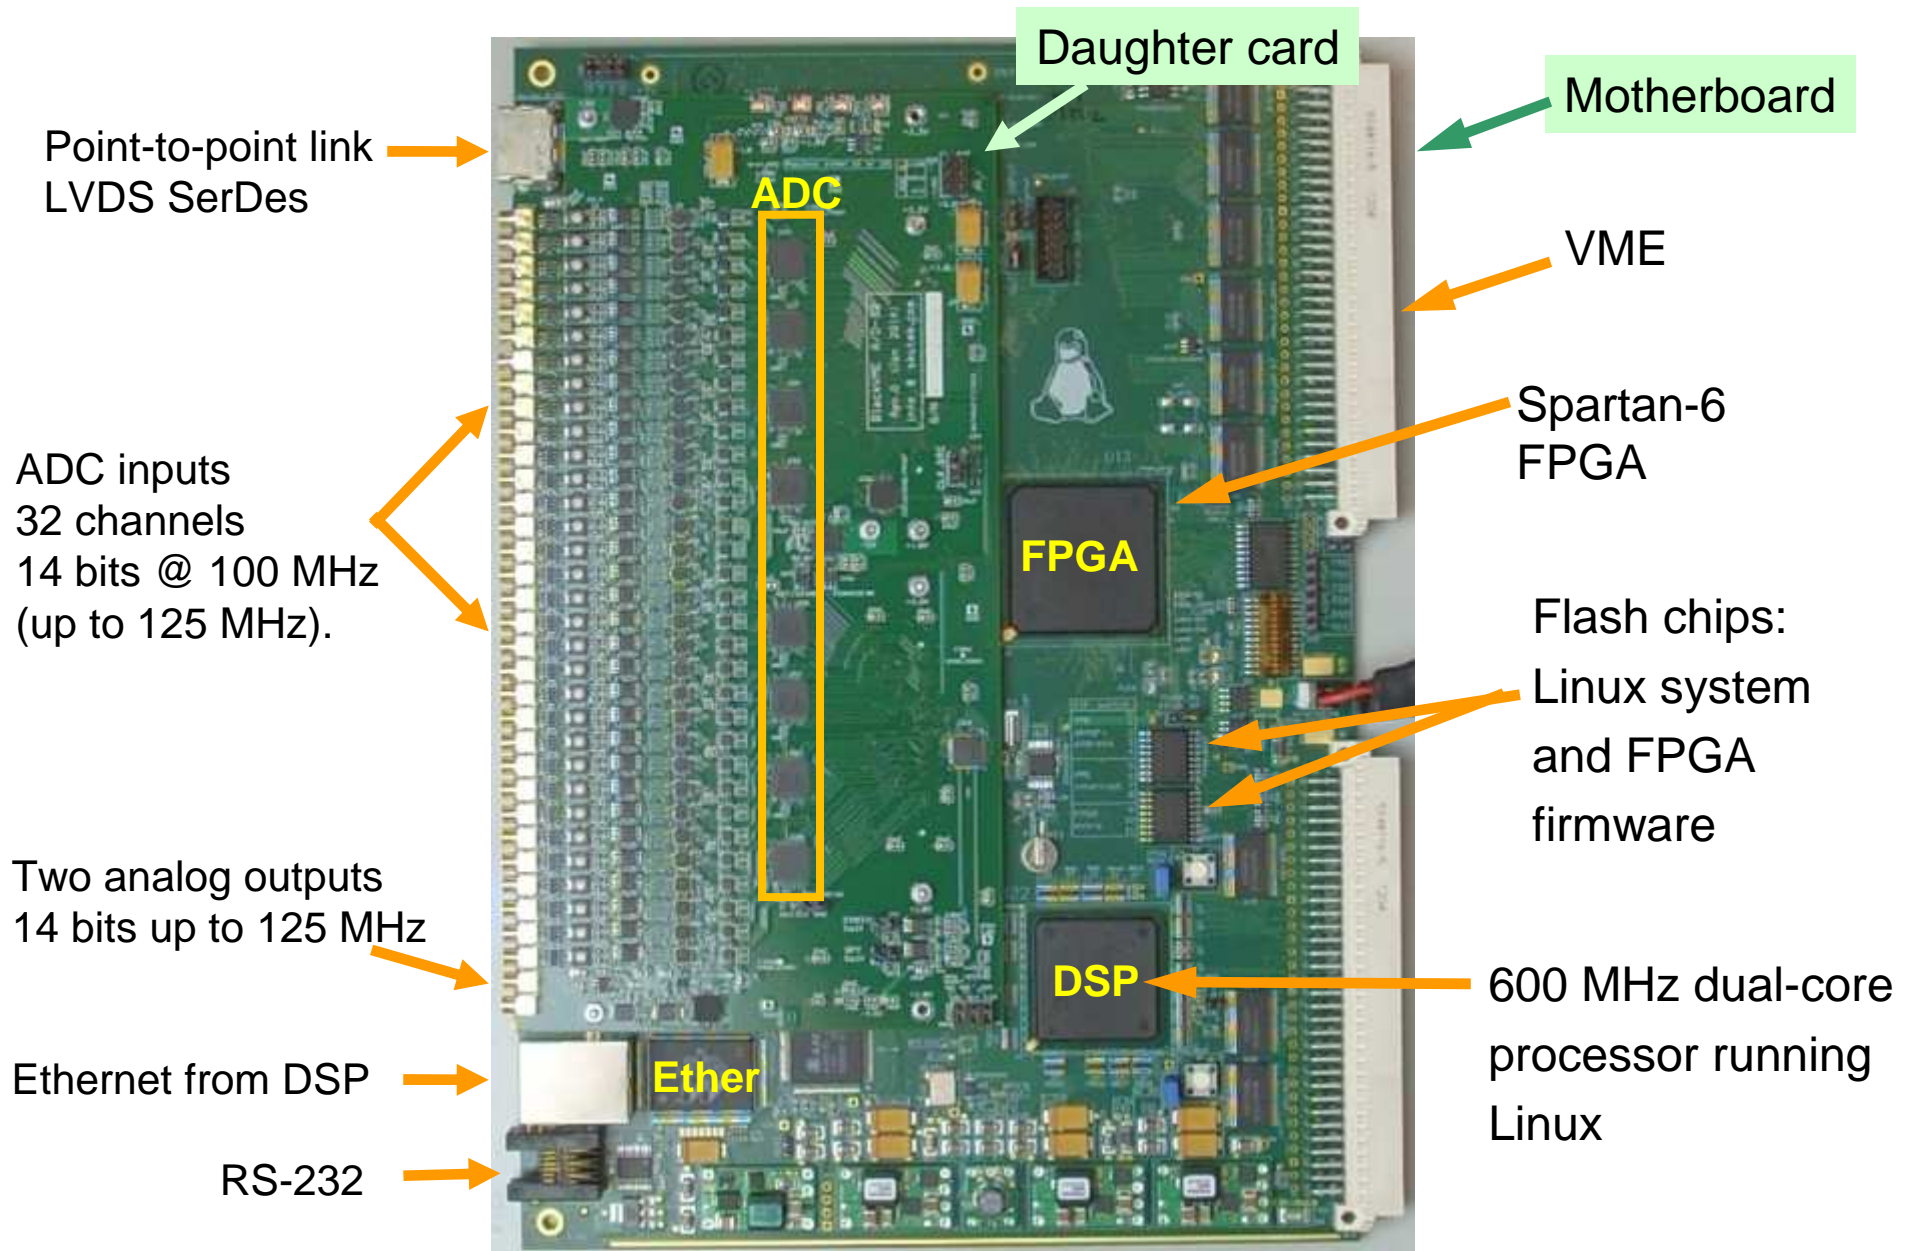 Daughter card
Motherboard
Point-to-point link
LVDS SerDes
ADC
VME
Spartan-6
FPGA
ADC inputs
32 channels
14 bits @ 100 MHz
(up to 125 MHz).
FPGA
Flash chips:
Linux system
and FPGA
firmware
Two analog outputs
14 bits up to 125 MHz
DSP
600 MHz dual-core
processor running
Linux
Ethernet from DSP
Ether
RS-232